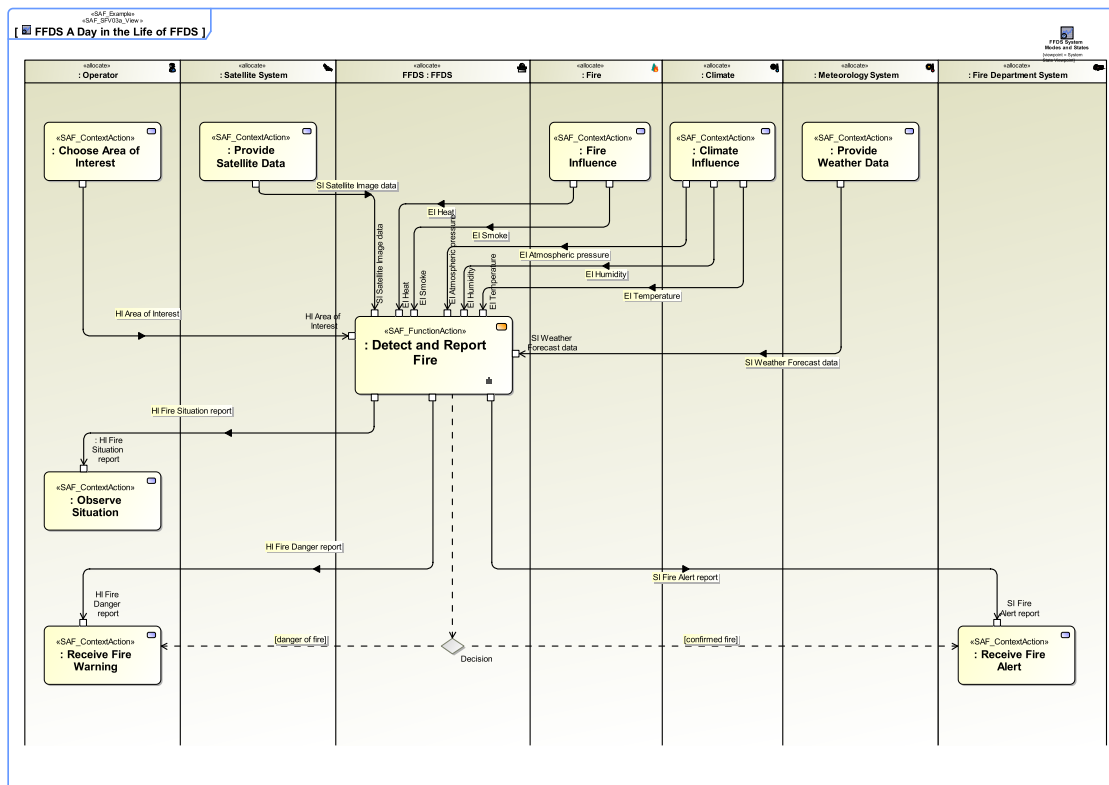 «SAF_Example»
«SAF_SFV03a_View»
[ FFDS A Day in the Life of FFDS ]
FFDS System
Modes and States
(viewpoint = System
State Viewpoint)
«allocate»
: Operator
«allocate»
: Satellite System
FFDS : FFDS
«allocate»
: Fire
«allocate»
: Climate
«allocate»
: Meteorology System
«allocate»
: Fire Department System
«SAF_ContextAction»
: Choose Area of
Interest
«SAF_ContextAction»
: Provide
Satellite Data
«SAF_ContextAction»
: Fire
Influence
«SAF_ContextAction»
: Climate
Influence
«SAF_ContextAction»
: Provide
Weather Data
SI Satellite Image data
EI Heat
EI Smoke
EI Atmospheric pressure
EI Humidity
EI Temperature
SI Satellite Image data
EI Heat
EI Smoke
EI Atmospheric pressure
EI Humidity
EI Temperature
HI Area of Interest
HI Area of
Interest
«SAF_FunctionAction»
: Detect and Report
Fire
SI Weather
Forecast data
SI Weather Forecast data
HI Fire Situation report
: HI Fire
Situation
report
«SAF_ContextAction»
: Observe
Situation
HI Fire Danger report
SI Fire Alert report
HI Fire
Danger
report
SI Fire
Alert report
«SAF_ContextAction»
: Receive Fire
Warning
[danger of fire]
Decision
[confirmed fire]
«SAF_ContextAction»
: Receive Fire
Alert